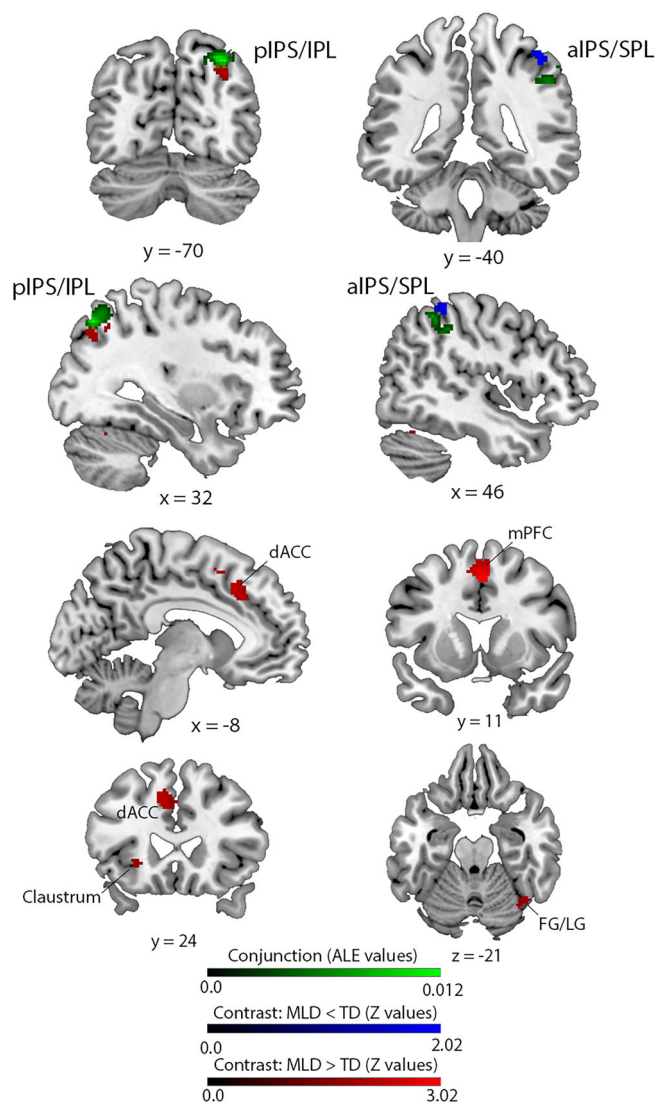 pIPS/IPL
aIPS/SPL
y = -70
y = -40
pIPS/IPL
aIPS/SPL
x = 32
x = 46
dACC
mPFC
x = -8
y = 11
dACC
Claustrum
FG/LG
y = 24
z = -21
Conjunction (ALE values)
0.0
0.012
Contrast: MLD < TD (Z values)
0.0
2.02
Contrast: MLD > TD (Z values)
0.0
3.02